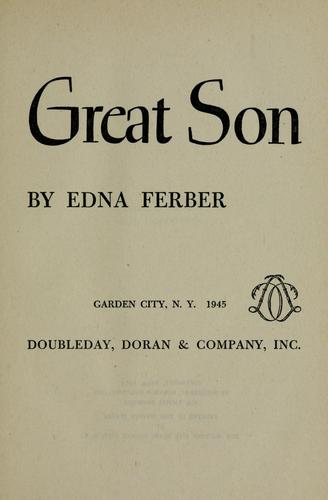 Great Son
BY EDNA FERBER
GARDEN CITY, N. Y. 1945
DOUBLEDAY, DORAN & COMPANY, INC.